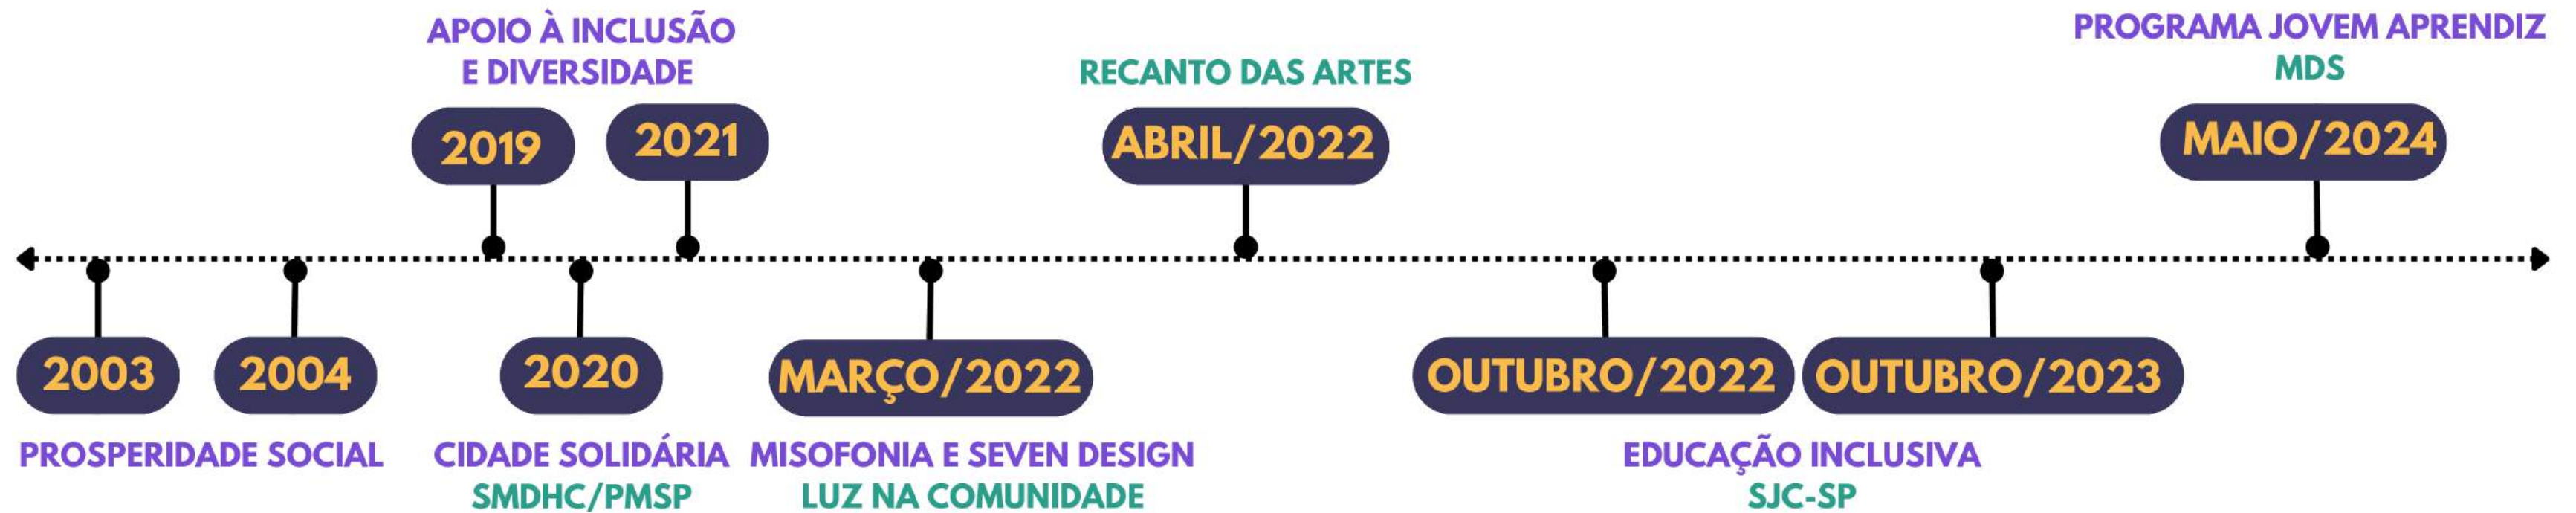 APOIO À INCLUSÃO
E DIVERSIDADE
RECANTO DAS ARTES
PROGRAMA JOVEM APRENDIZ
MDS
2019
2021
ABRIL/2022
MAIO/2024
2003
2004
2020
MARÇO/2022
OUTUBRO/2022
OUTUBRO/2023
PROSPERIDADE SOCIAL
CIDADE SOLIDÁRIA
SMDHC/PMSP
MISOFONIA E SEVEN DESIGN
LUZ NA COMUNIDADE
EDUCAÇÃO INCLUSIVA
SJC-SP